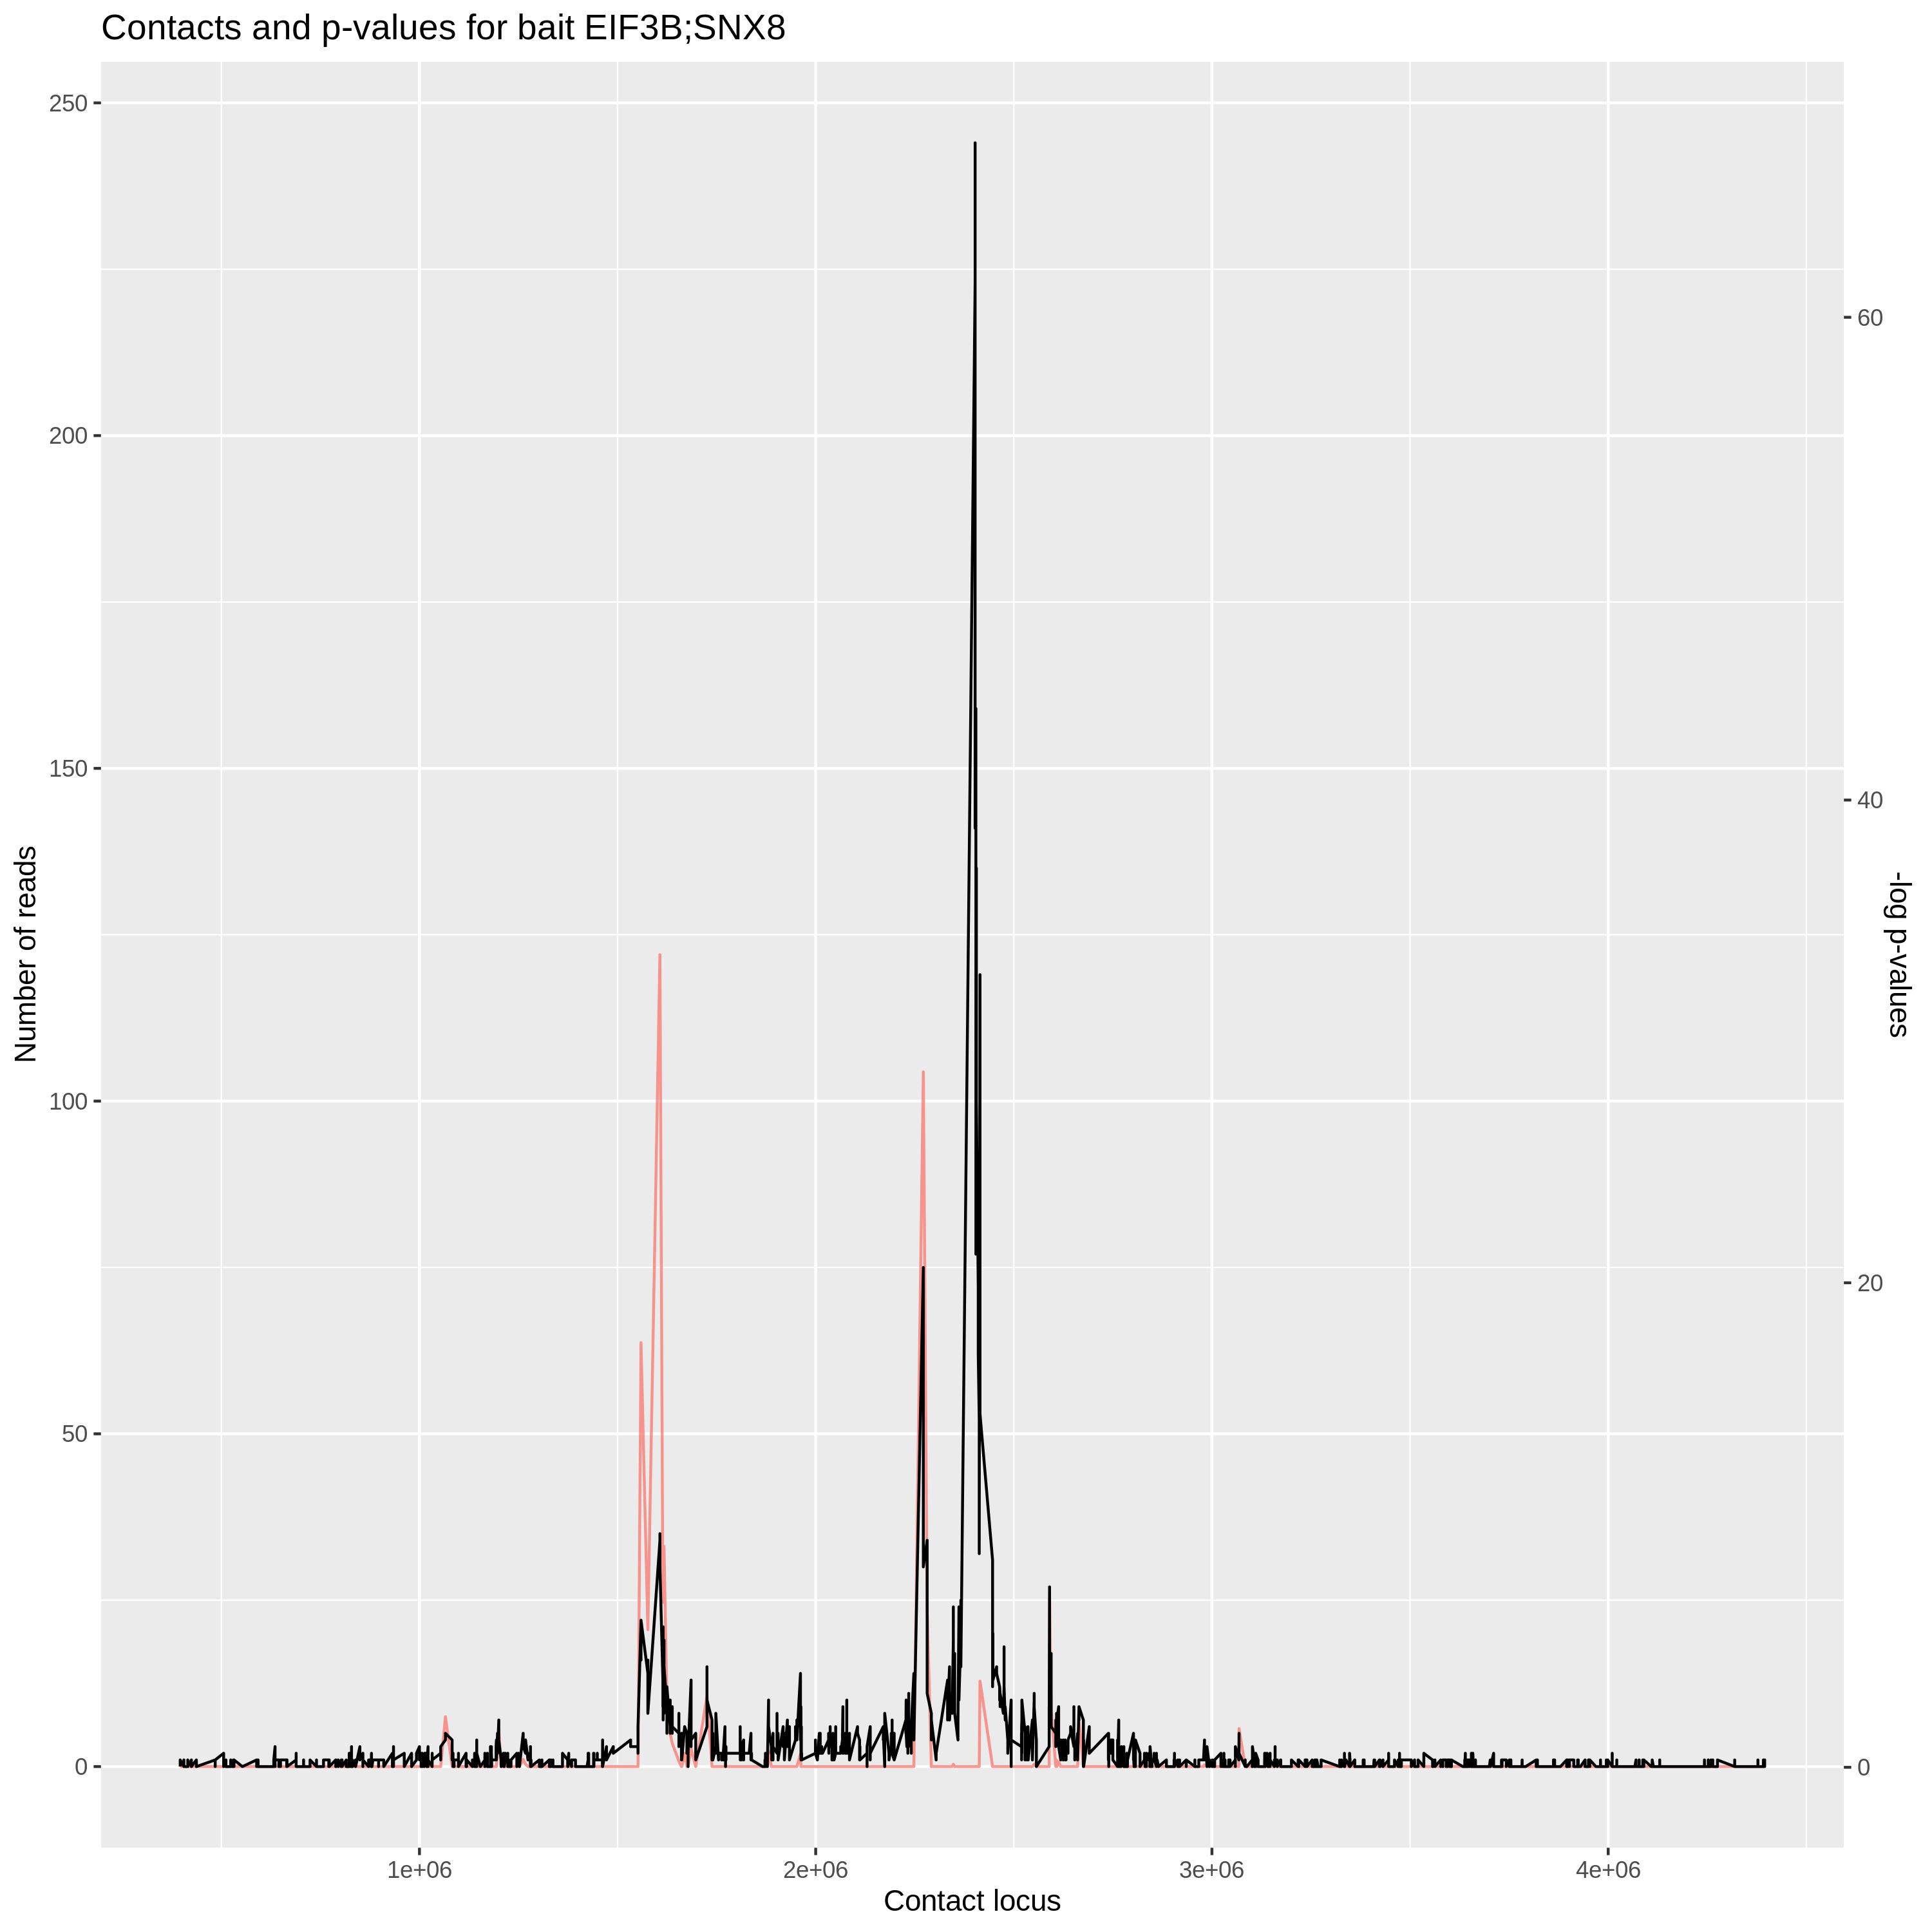 Contacts and p-values for bait EIF3B;SNX8
250
200
150
100
50
0
60
40
20
0
Number of reads
-log p-values
1e+06
2e+06
3e+06
4e+06
Contact locus